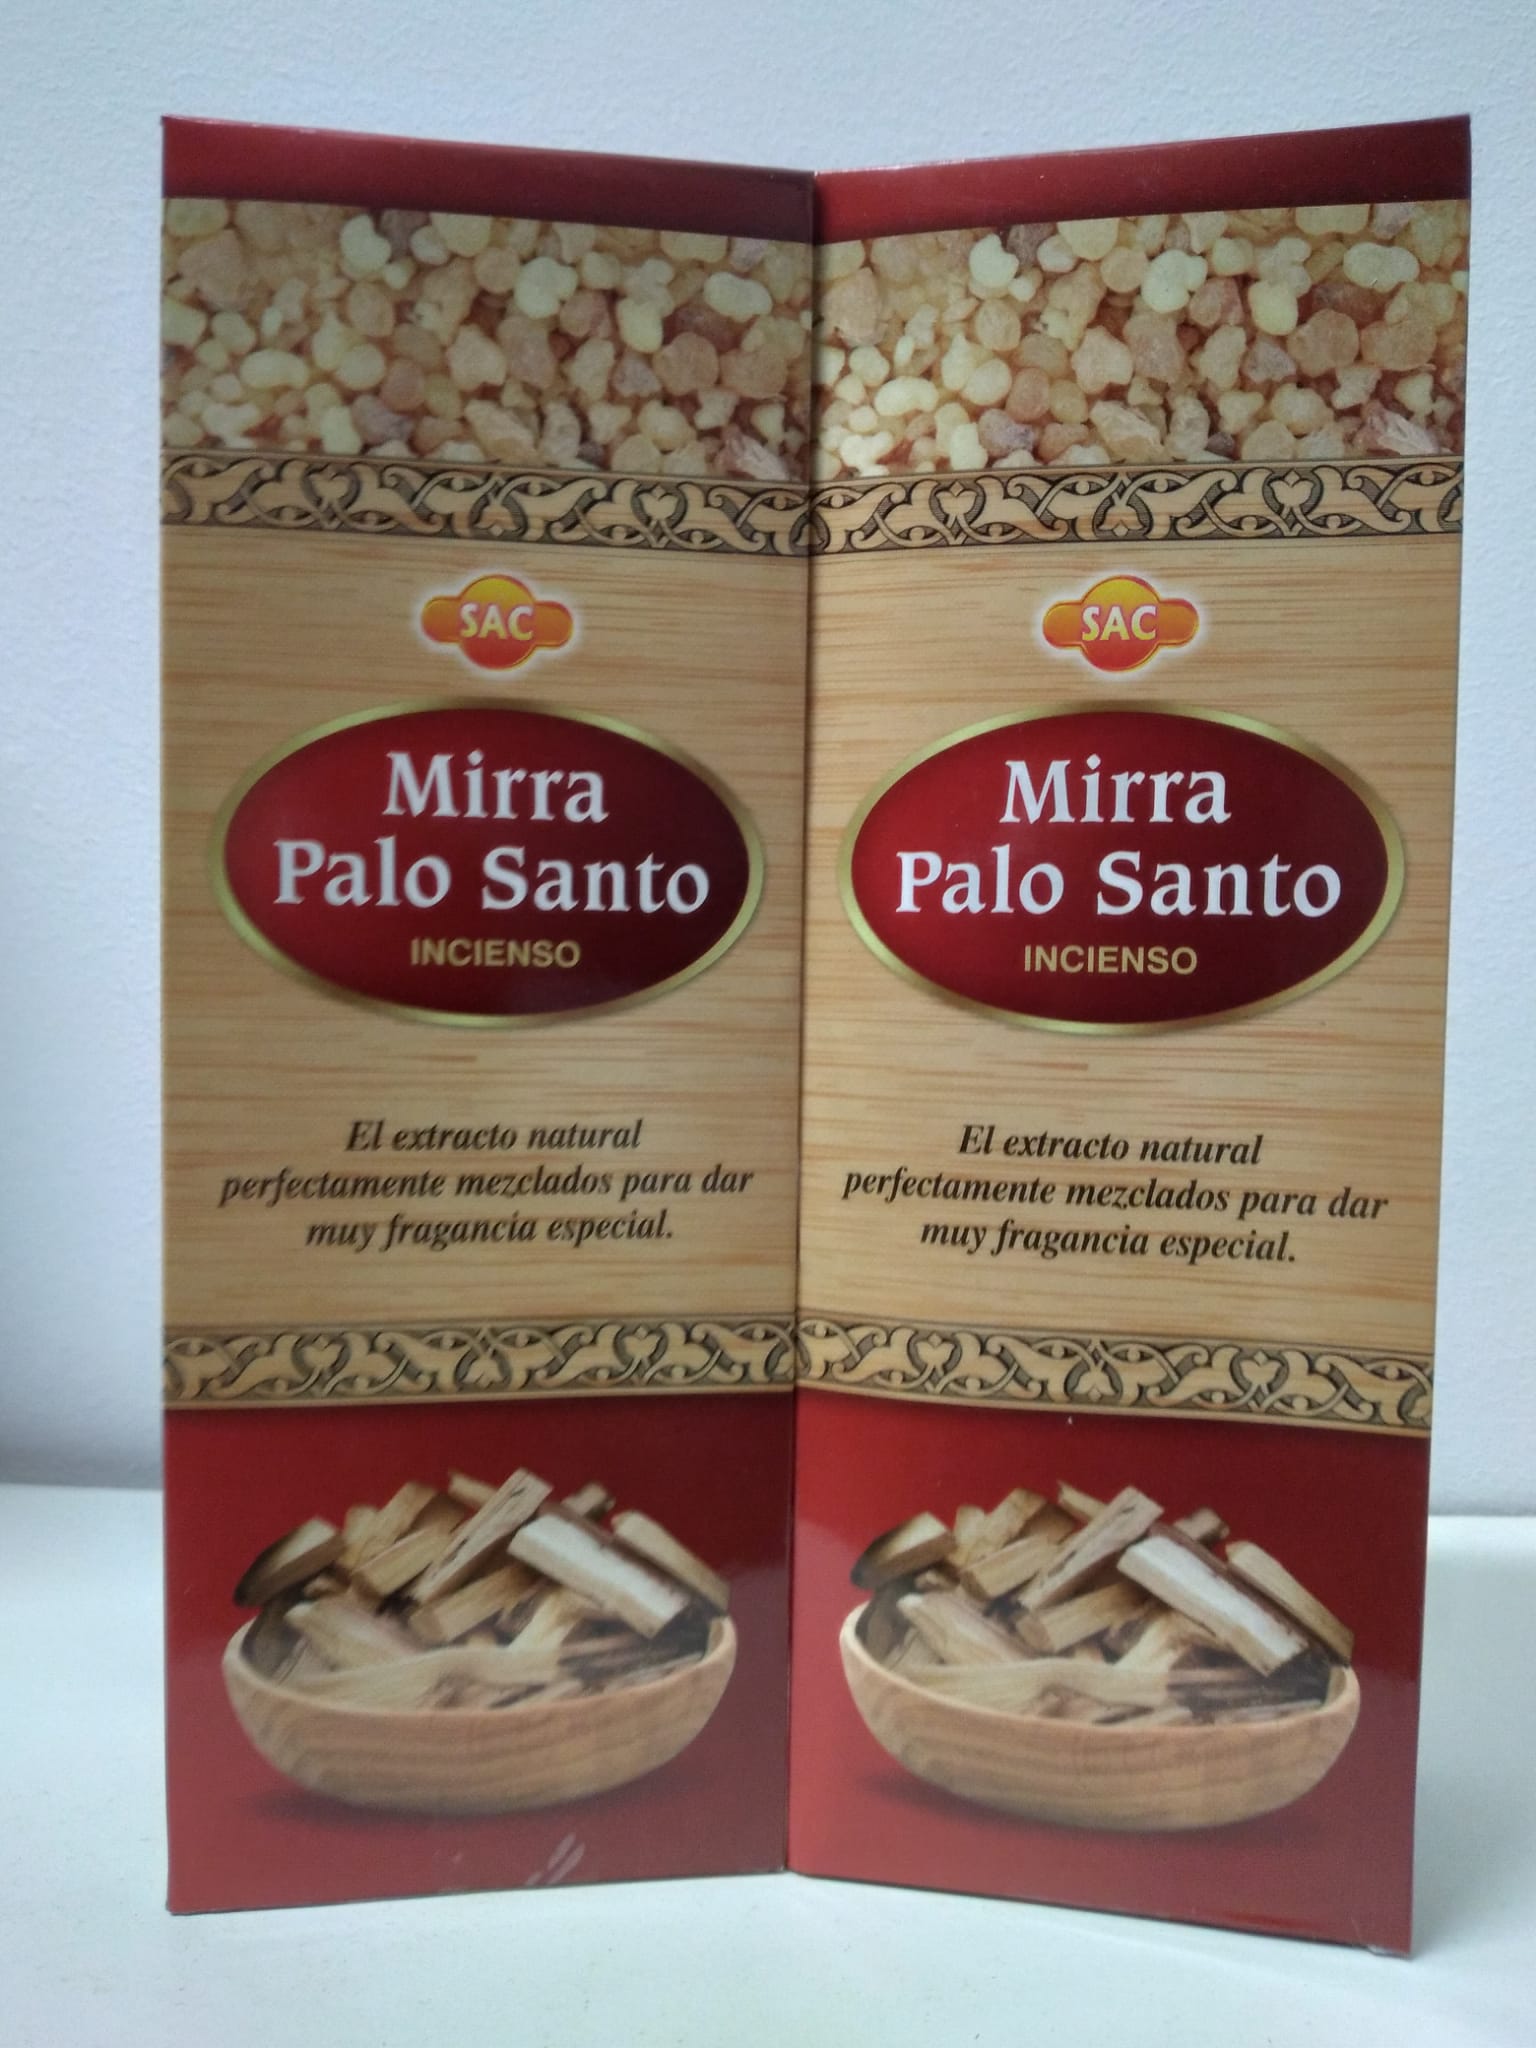 SAC
Mirra
Palo Santo
INCIENSO
El extracto natural
perfectamente mezclados para dar
muy fragancia especial.
SAC
Mirra
Palo Santo
INCIENSO
El extracto natural
perfectamente mezclados para dar
muy fragancia especial.